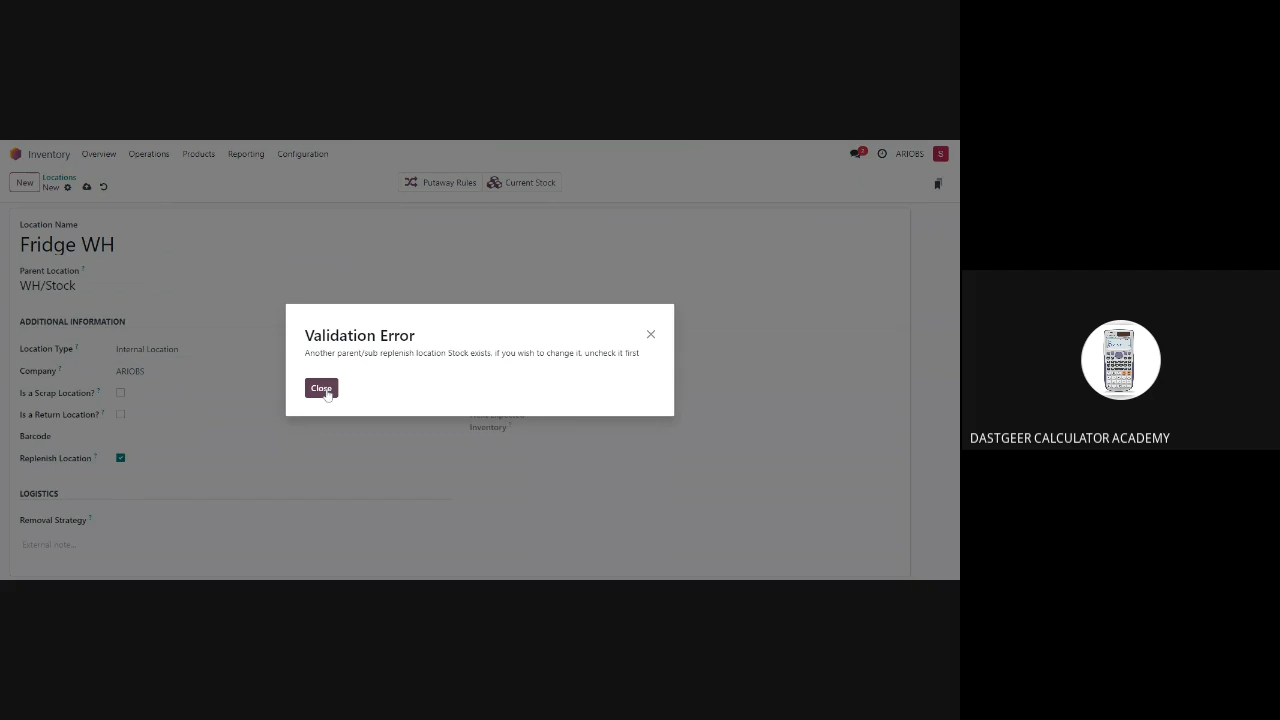 Inventory Overview Operations Products Reporting Configuration
2 ARIOBS S
New Locations
New
Putaway Rules Current Stock
Location Name
Fridge WH
Parent Location ?
WH/Stock
ADDITIONAL INFORMATION
Location Type ? Internal Location
Company ? ARIOBS
Is a Scrap Location? ?
Is a Return Location? ?
Barcode
Replenish Location ?
LOGISTICS
Removal Strategy ?
External note...
Validation Error
Another parent/sub replenish location Stock exists, if you wish to change it, uncheck it first
Close
Inventory ?
DASTGEER CALCULATOR ACADEMY